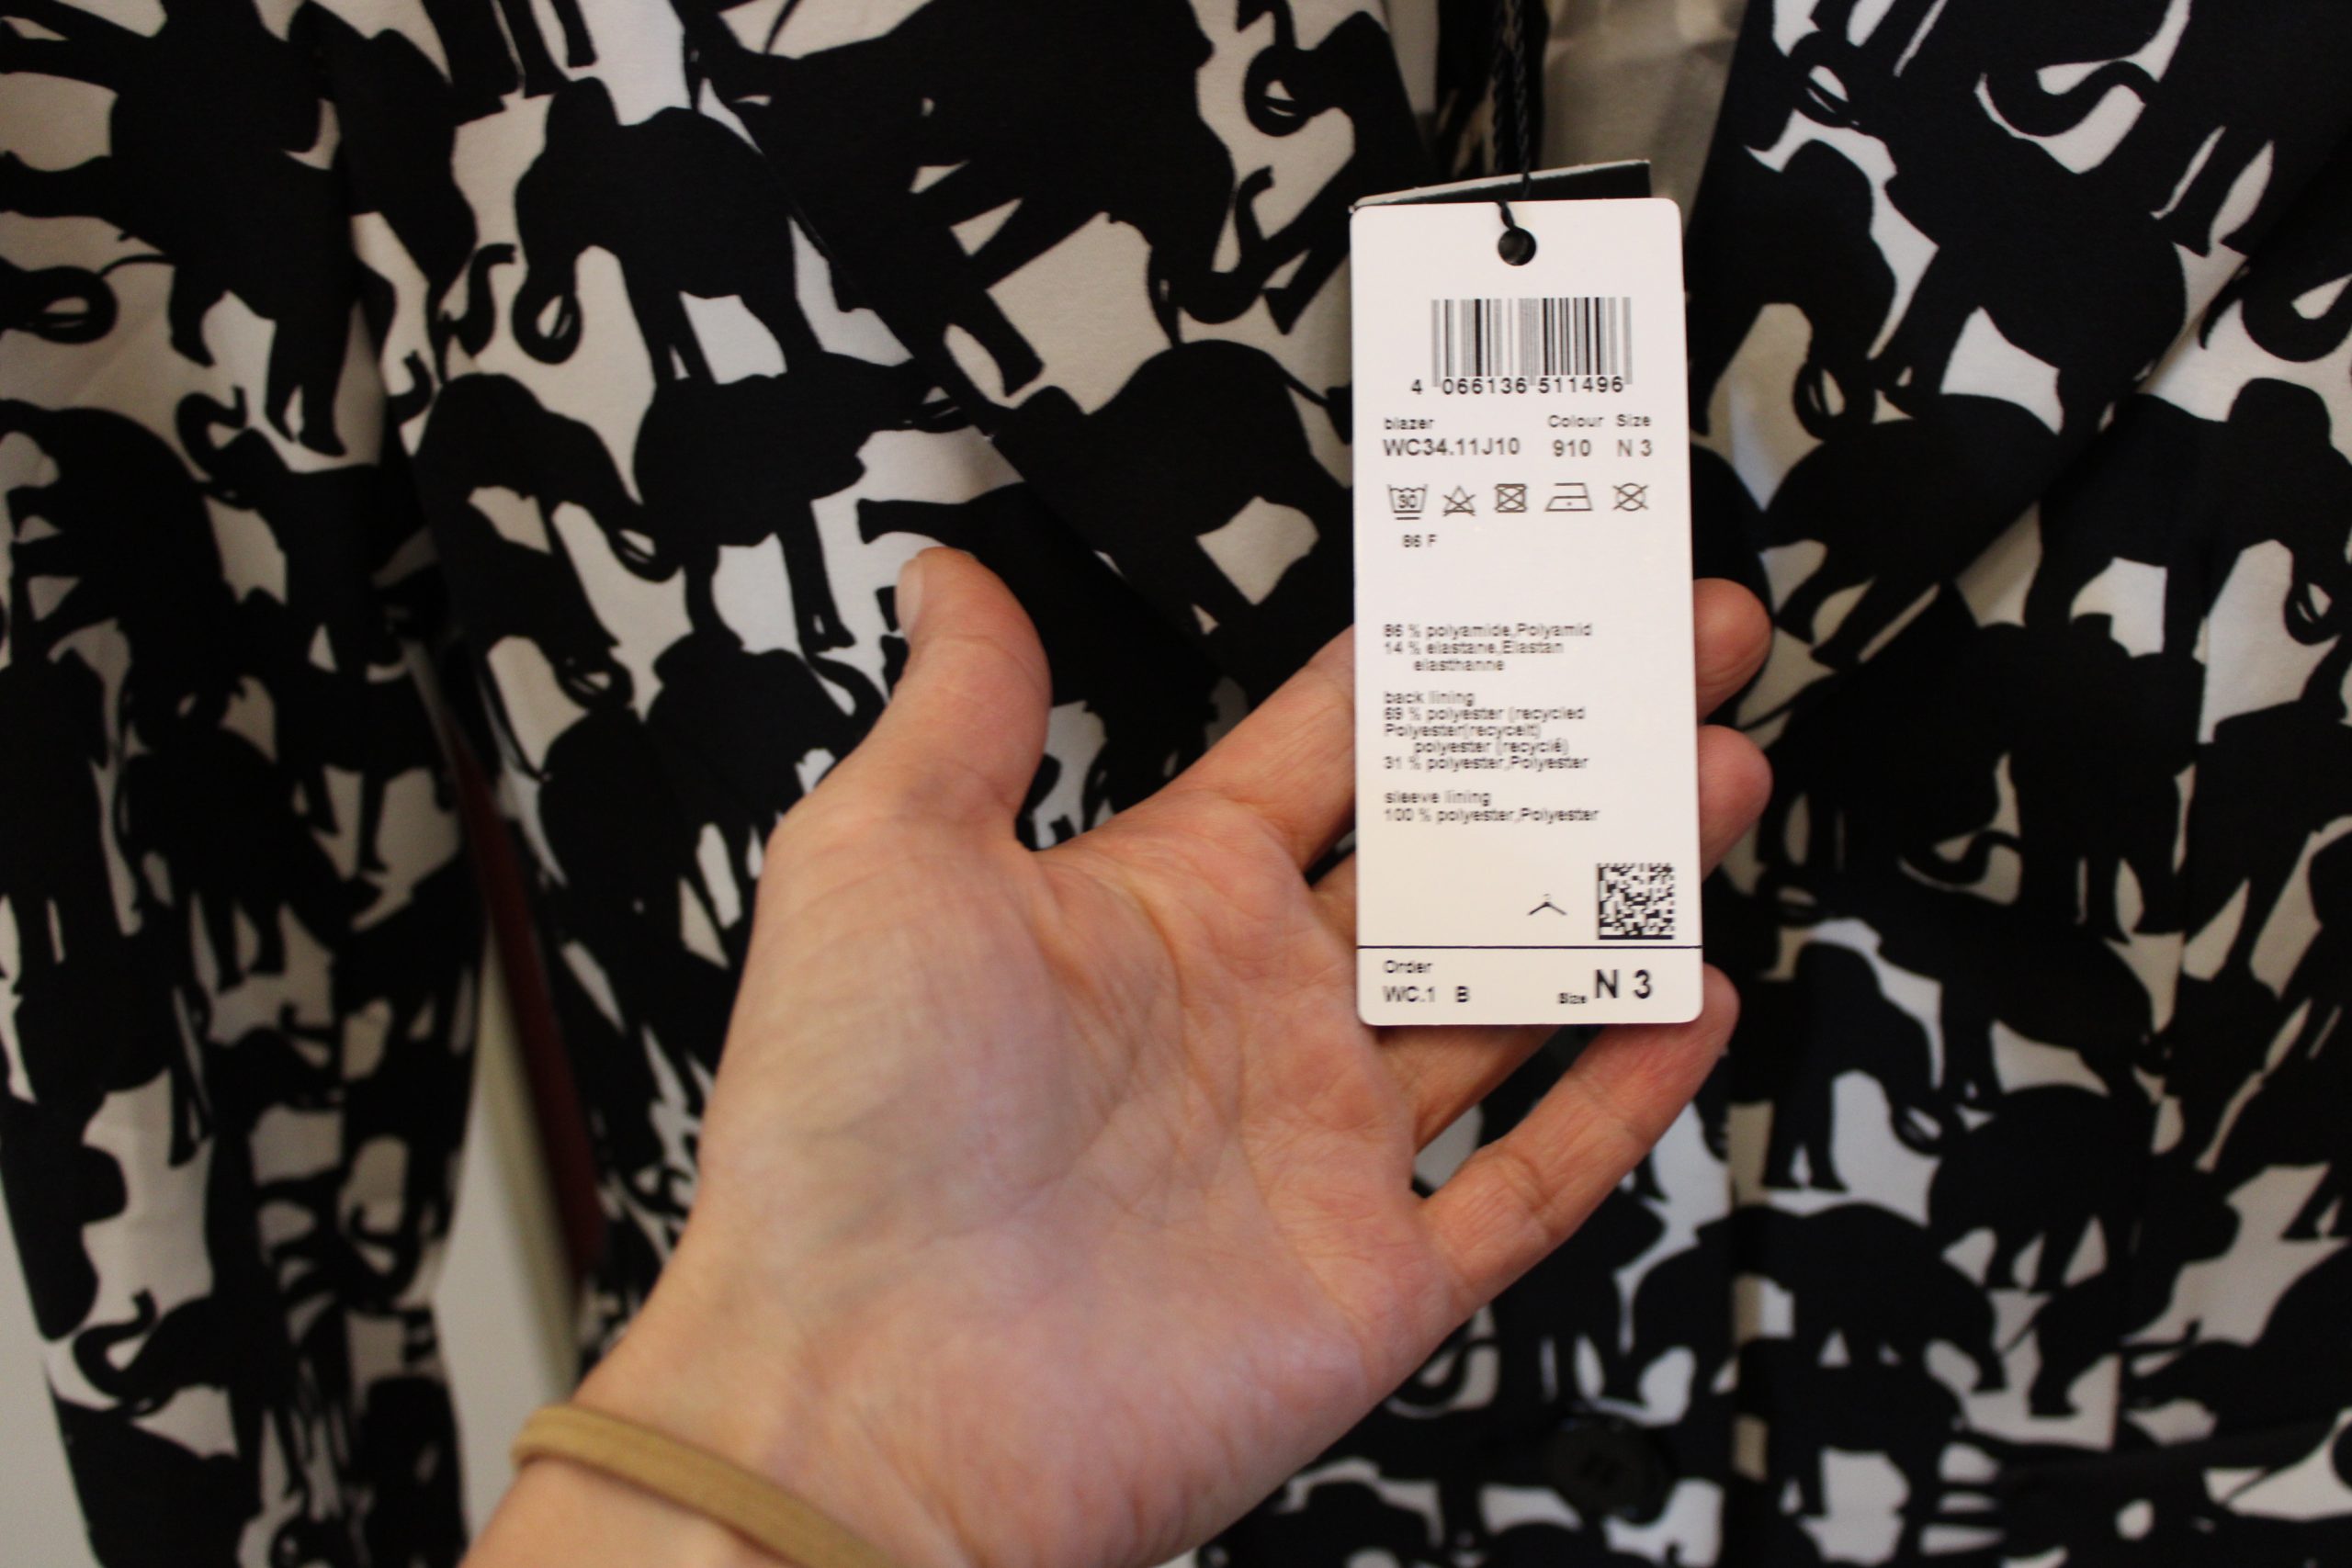 4 066136 511496
blazer Colour Size
WC34.11J10 910 N 3
30
86 F
86 % polyamide,Polyamid
14 % elastane,Elastan
elasthanne
back lining
69 % polyester (recycled
Polyester(recycelt)
polyester (recyclé)
31 % polyester,Polyester
sleeve lining
100 % polyester,Polyester
Order
WC.1 B Size N 3